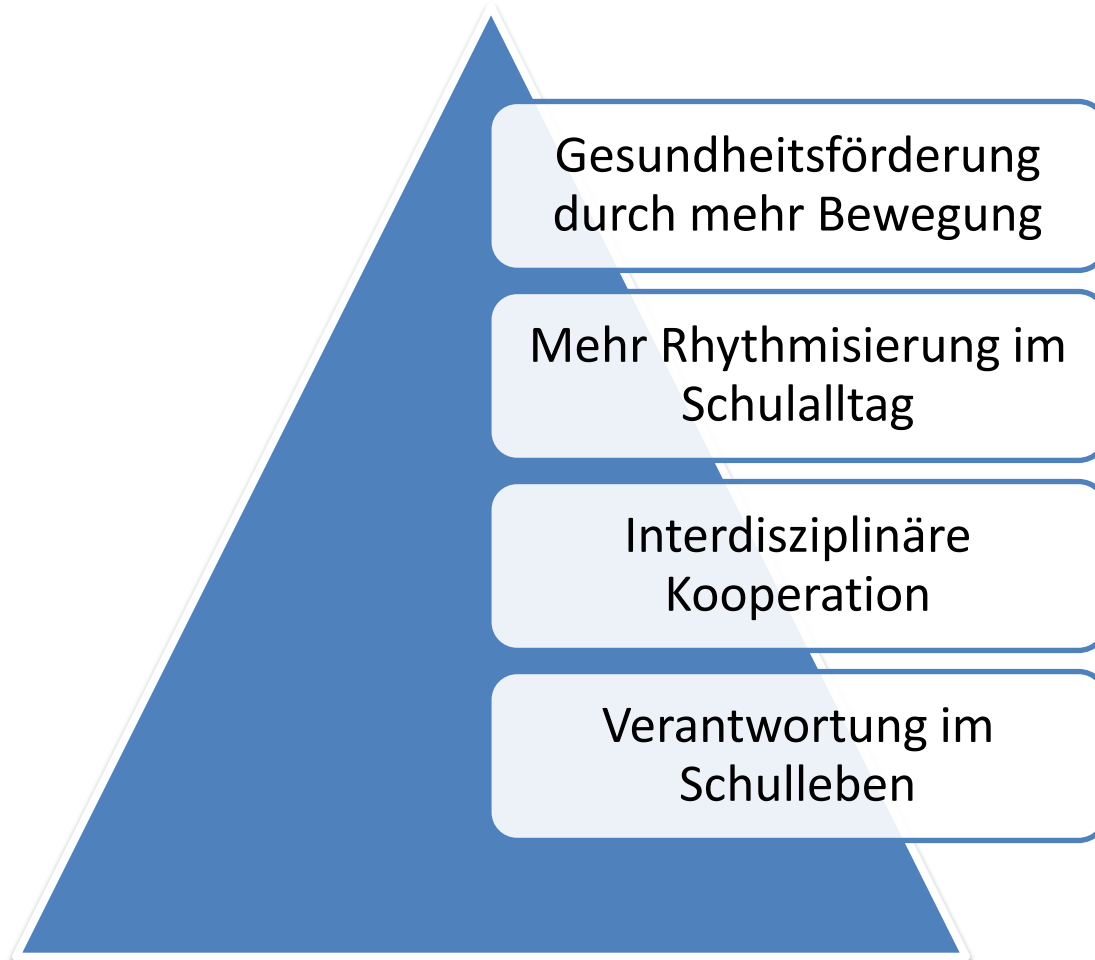 Gesundheitsförderung
durch mehr Bewegung
Mehr Rhythmisierung im
Schulalltag
Interdisziplinäre
Kooperation
Verantwortung im
Schulleben